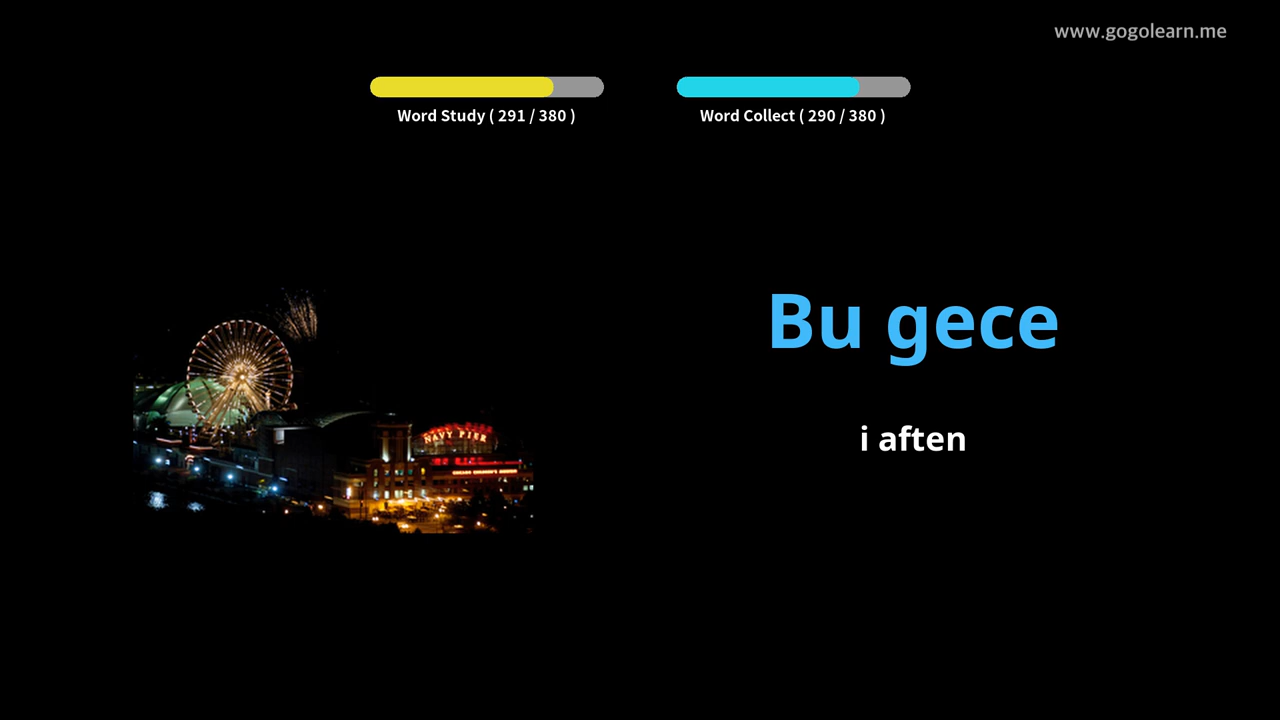 www.gogolearn.me
Word Study ( 291 / 380 )
Word Collect ( 290 / 380 )
Bu gece
i aften
NAVY PIER